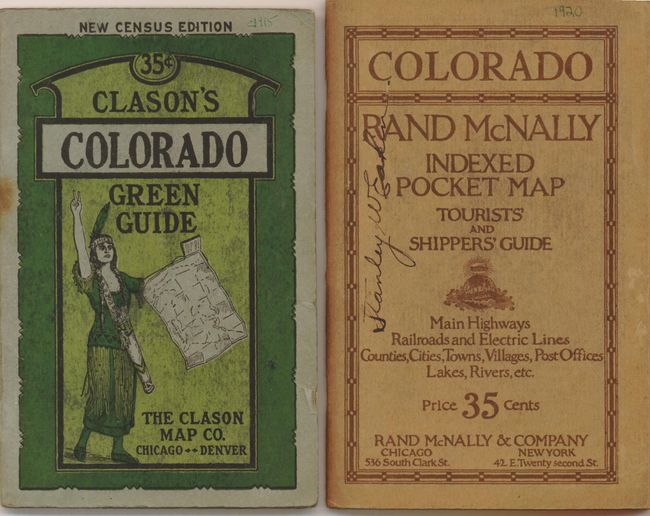 NEW CENSUS EDITION
1915
35¢
CLASON'S
COLORADO
GREEN
GUIDE
THE CLASON
MAP CO.
CHICAGO DENVER
1920
COLORADO
RAND McNALLY
INDEXED
POCKET MAP
TOURISTS'
AND
SHIPPERS' GUIDE
Main Highways
Railroads and Electric Lines
Counties, Cities, Towns, Villages, Post Offices
Lakes, Rivers, etc.
Price 35 Cents
RAND McNALLY & COMPANY
CHICAGO NEW YORK
536 South Clark St. 42 E. Twenty second St.
Stanley W.